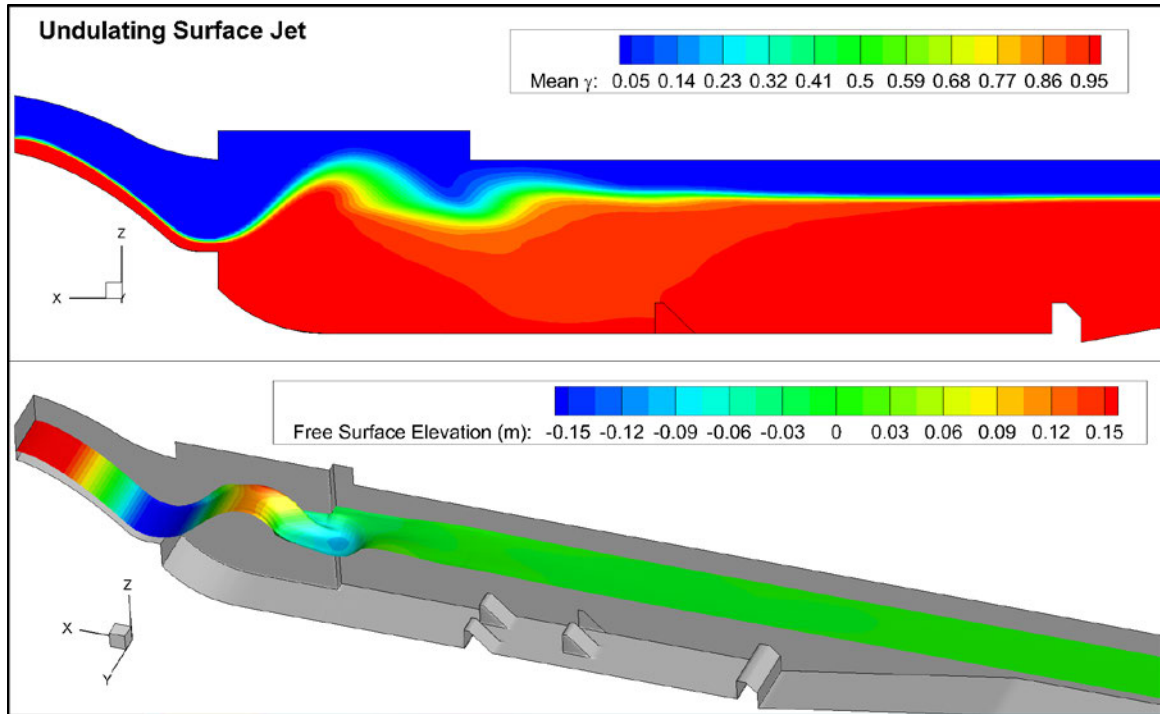 Undulating Surface Jet
Mean γ: 0.05 0.14 0.23 0.32 0.41 0.5 0.59 0.68 0.77 0.86 0.95
Z
X
Y
Free Surface Elevation (m): -0.15 -0.12 -0.09 -0.06 -0.03 0 0.03 0.06 0.09 0.12 0.15
Z
X
Y